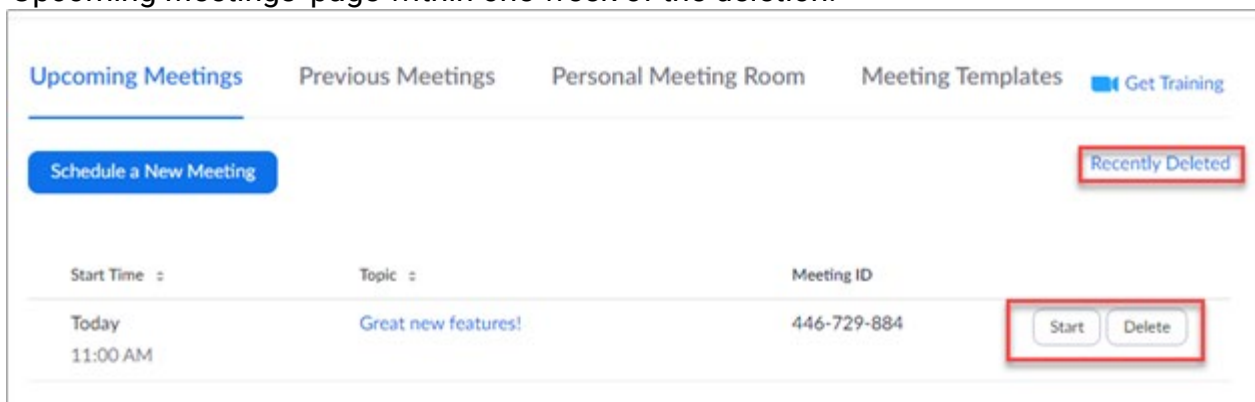 Upcoming Meetings page within one week of the deletion.
Upcoming Meetings Previous Meetings Personal Meeting Room Meeting Templates Get Training
Schedule a New Meeting Recently Deleted
Start Time Topic Meeting ID
Today Great new features! 446-729-884 Start Delete
11:00 AM